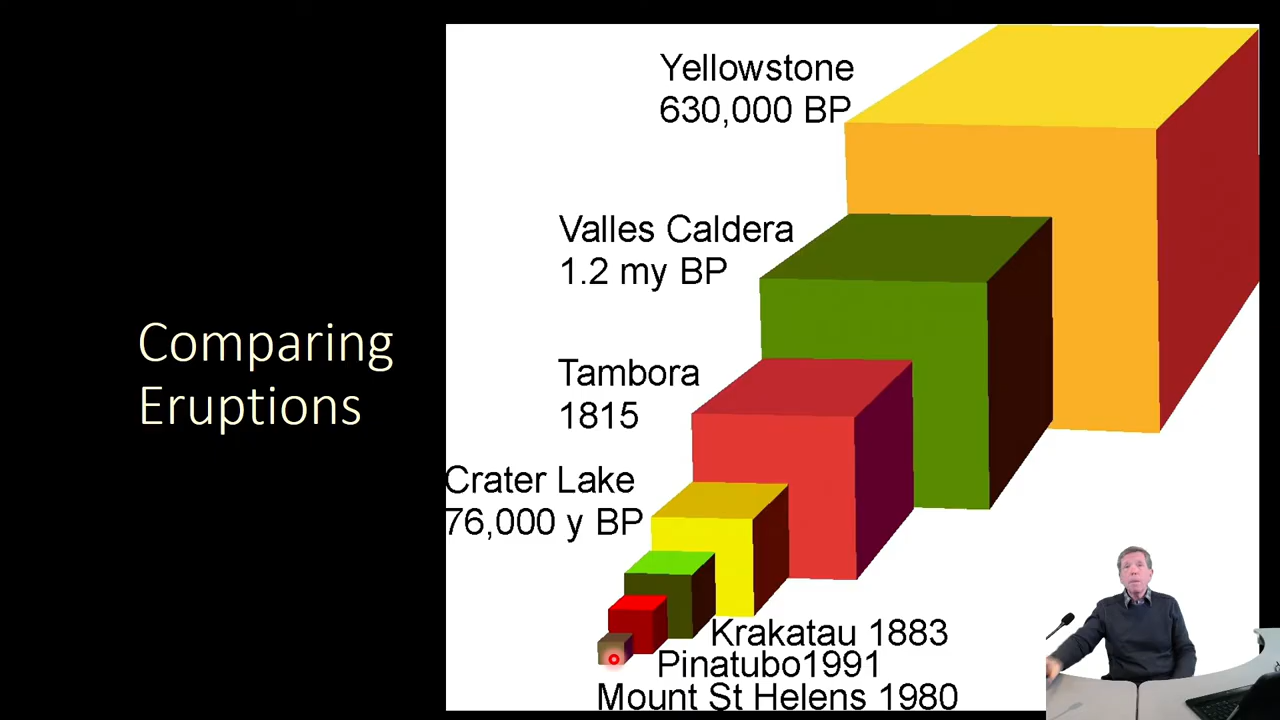 Comparing
Eruptions
Yellowstone
630,000 BP
Valles Caldera
1.2 my BP
Tambora
1815
Crater Lake
76,000 y BP
Krakatau 1883
Pinatubo1991
Mount St Helens 1980